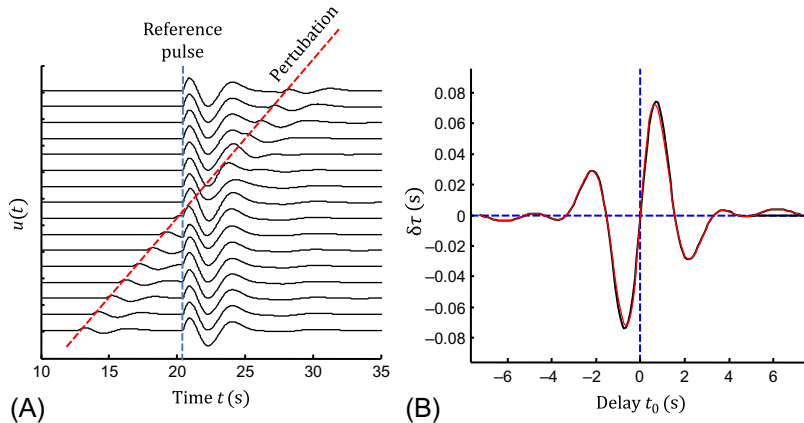 Reference
pulse
Pertubation
u(t)
10 15 20 25 30 35
Time t (s)
(A)
0.08
0.06
0.04
0.02
0
−0.02
−0.04
−0.06
−0.08
δτ (s)
−6 −4 −2 0 2 4 6
Delay t₀ (s)
(B)